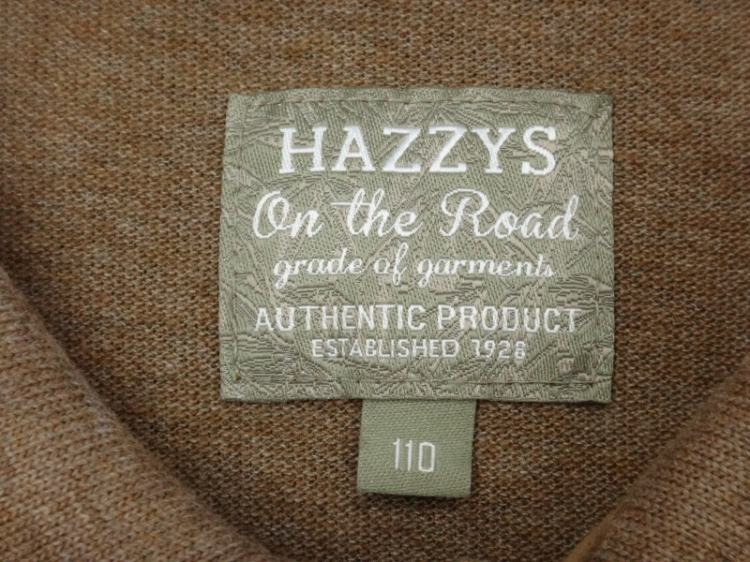 HAZZYS
On the Road
grade of garments
AUTHENTIC PRODUCT
ESTABLISHED 1928
110